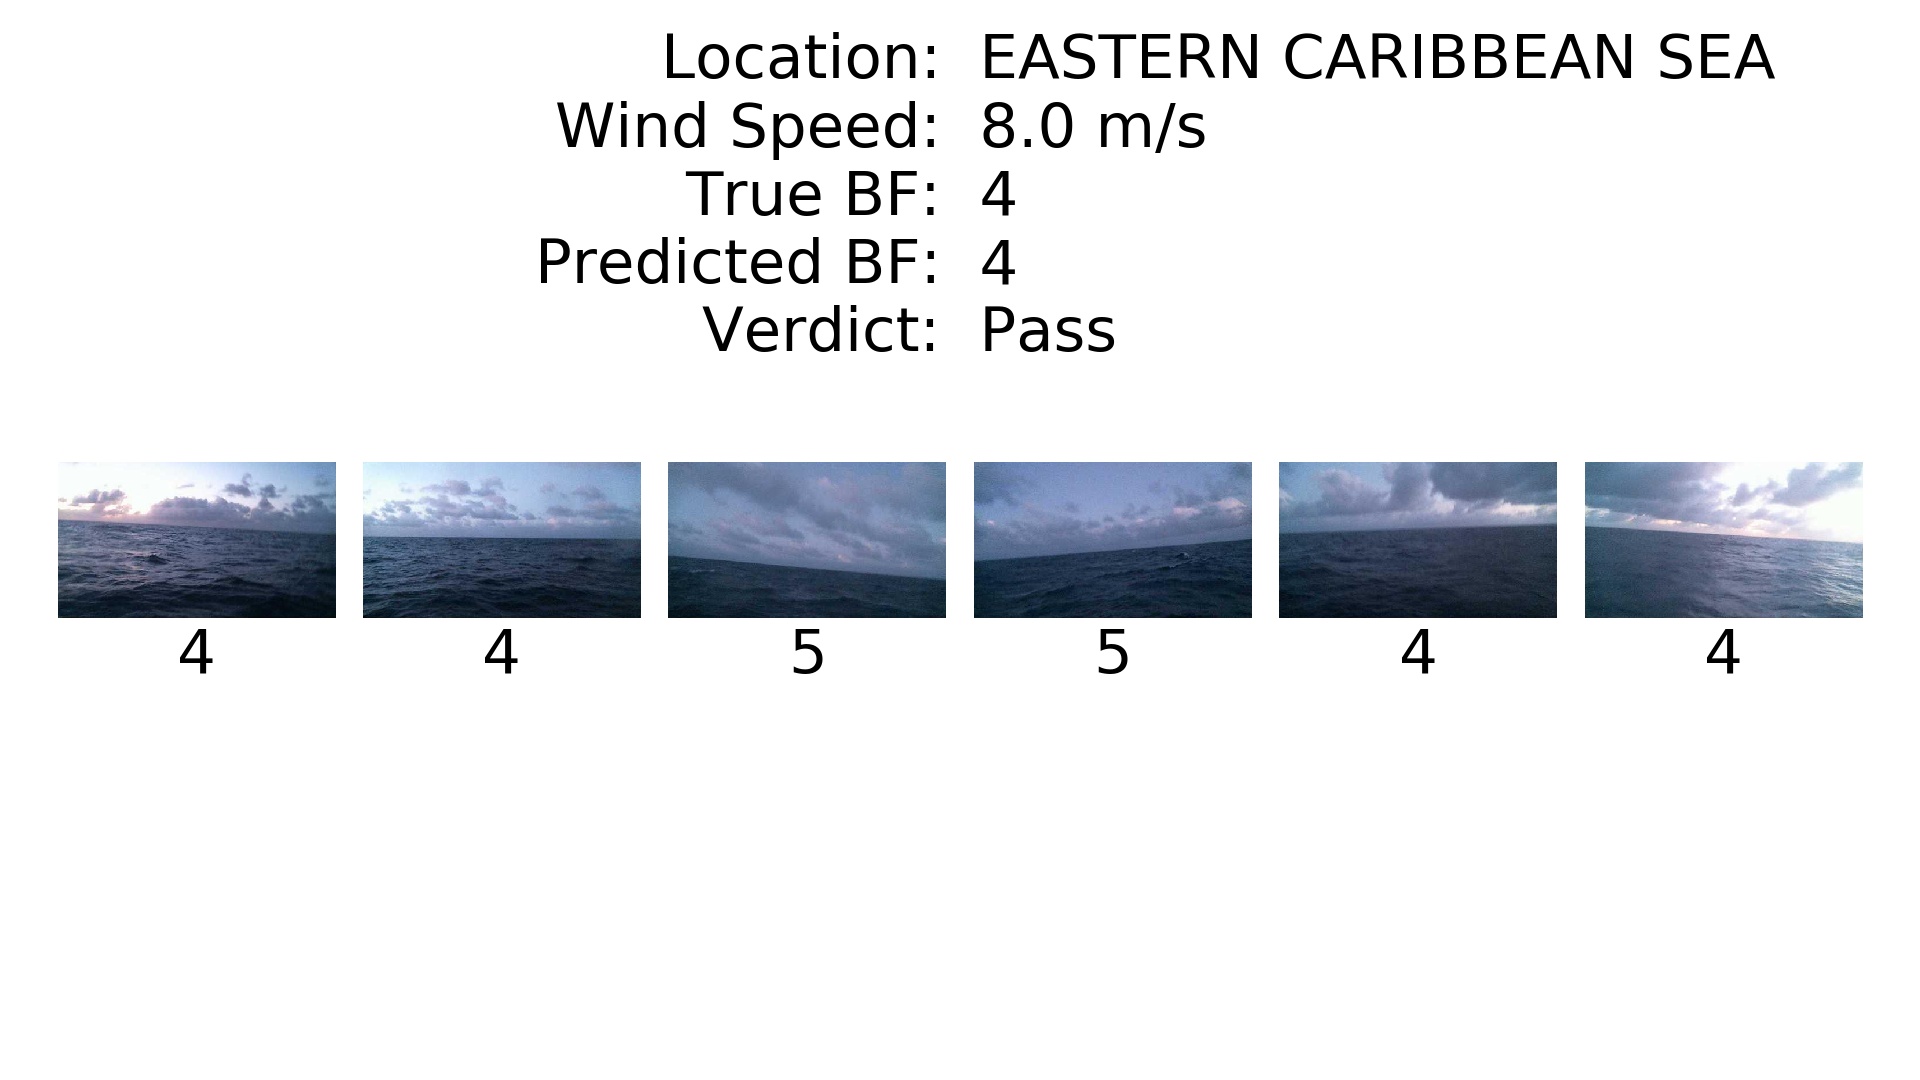 Location: EASTERN CARIBBEAN SEA
Wind Speed: 8.0 m/s
True BF: 4
Predicted BF: 4
Verdict: Pass
4 4 5 5 4 4